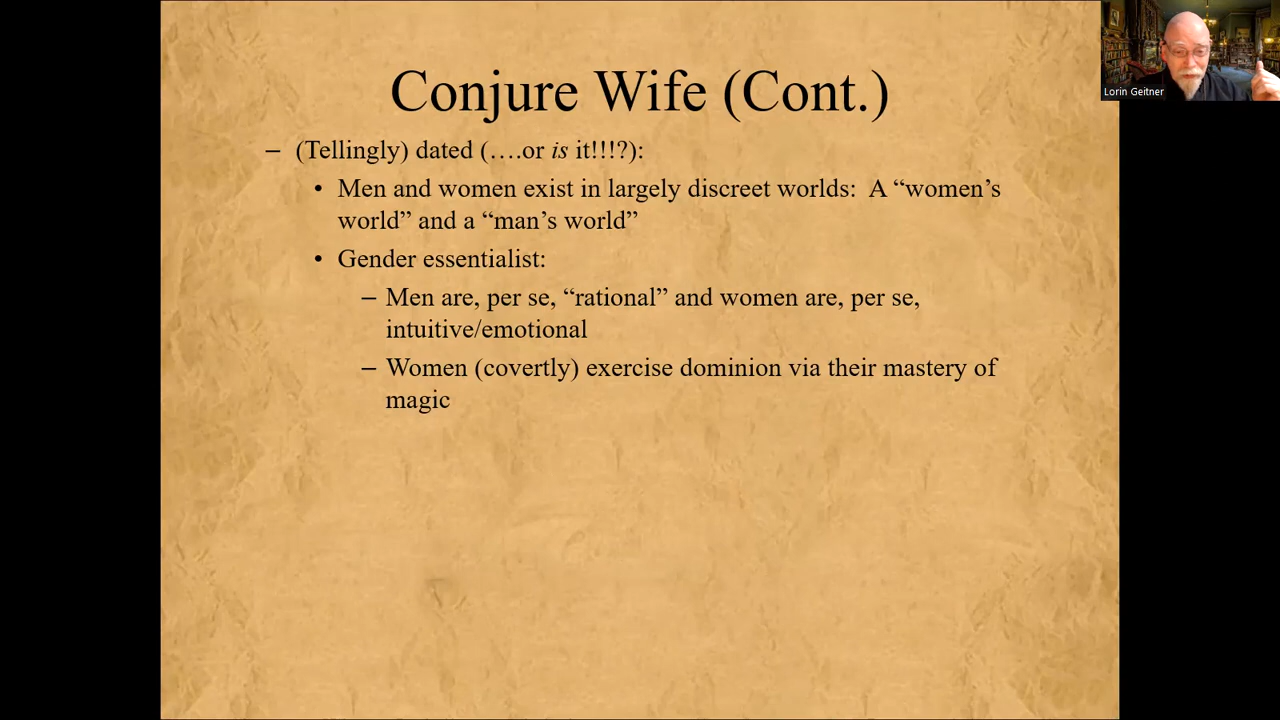 Conjure Wife (Cont.)
Lorin Geitner
– (Tellingly) dated (….or is it!!!?):
• Men and women exist in largely discreet worlds: A “women’s
world” and a “man’s world”
• Gender essentialist:
– Men are, per se, “rational” and women are, per se,
intuitive/emotional
– Women (covertly) exercise dominion via their mastery of
magic